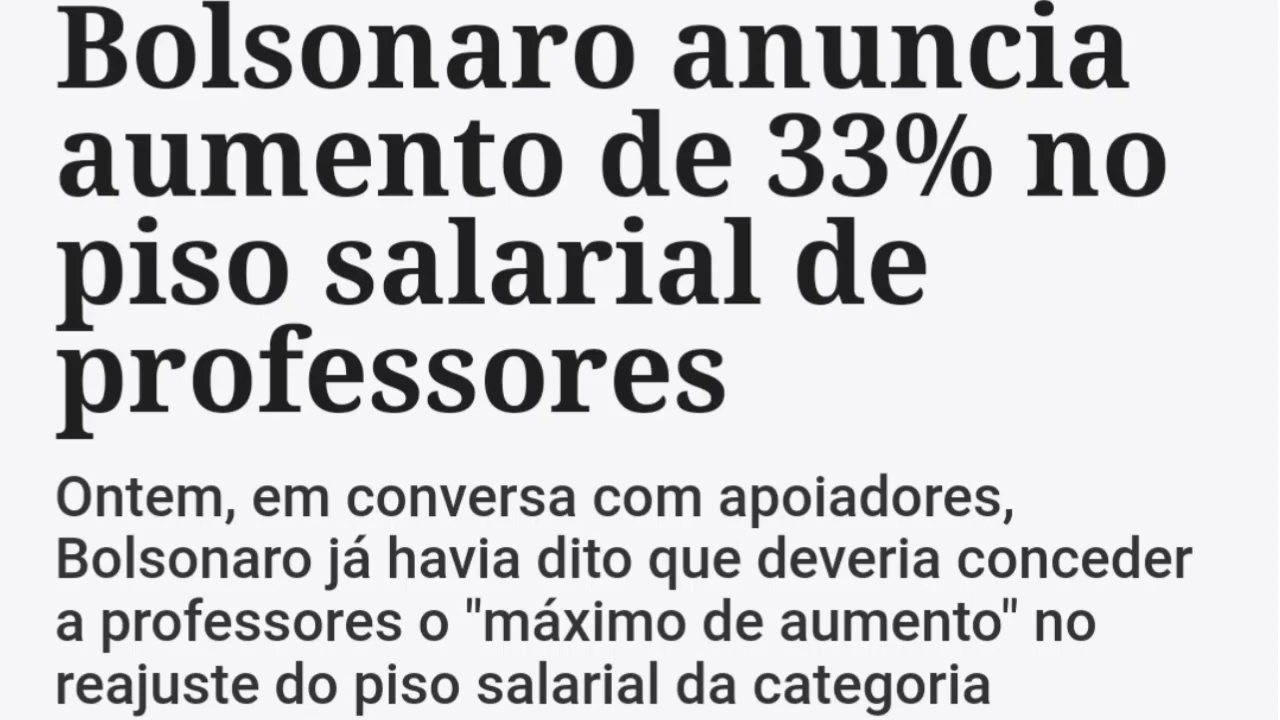 Bolsonaro anuncia
aumento de 33% no
piso salarial de
professores
Ontem, em conversa com apoiadores,
Bolsonaro já havia dito que deveria conceder
a professores o "máximo de aumento" no
reajuste do piso salarial da categoria